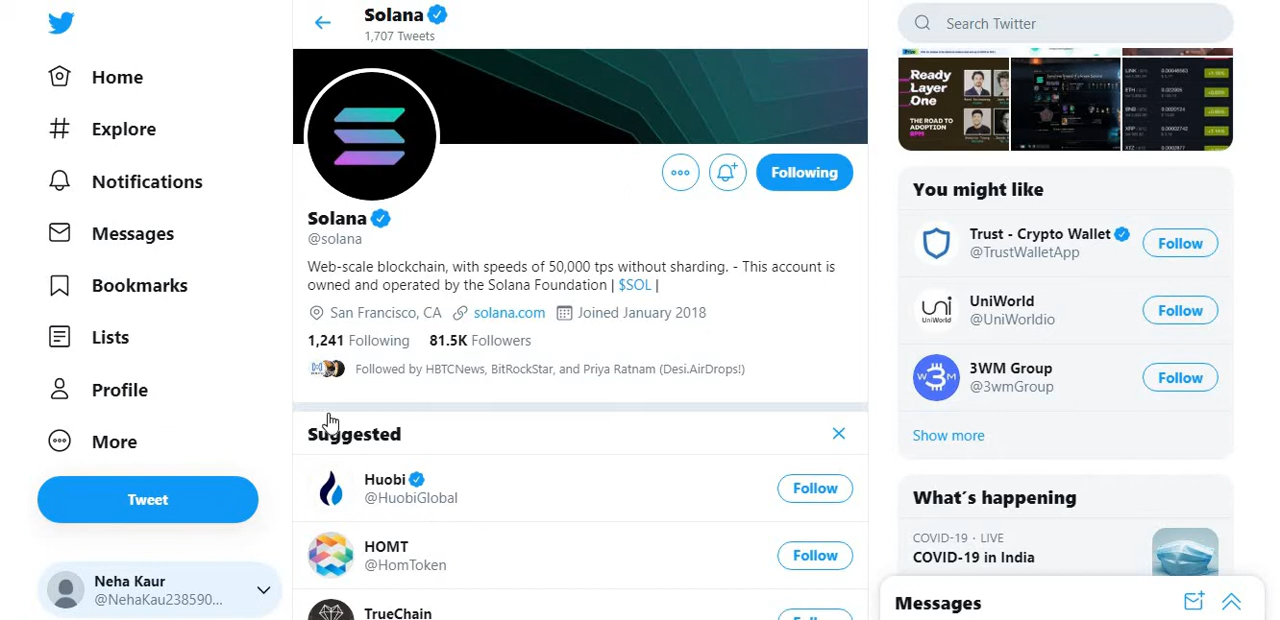 Home
Explore
Notifications
Messages
Bookmarks
Lists
Profile
More
Tweet
Neha Kaur
@NehaKau238590...
Solana
1,707 Tweets
Following
Solana
@solana
Web-scale blockchain, with speeds of 50,000 tps without sharding. - This account is
owned and operated by the Solana Foundation | $SOL |
San Francisco, CA solana.com Joined January 2018
1,241 Following 81.5K Followers
Followed by HBTCNews, BitRockStar, and Priya Ratnam (Desi.AirDrops!)
Suggested
Huobi
@HuobiGlobal
Follow
HOMT
@HomToken
Follow
TrueChain
Search Twitter
Ready
Layer
One
THE ROAD TO
ADOPTION
You might like
Trust - Crypto Wallet
@TrustWalletApp
Follow
UniWorld
@UniWorldio
Follow
3WM Group
@3wmGroup
Follow
Show more
What's happening
COVID-19 · LIVE
COVID-19 in India
Messages